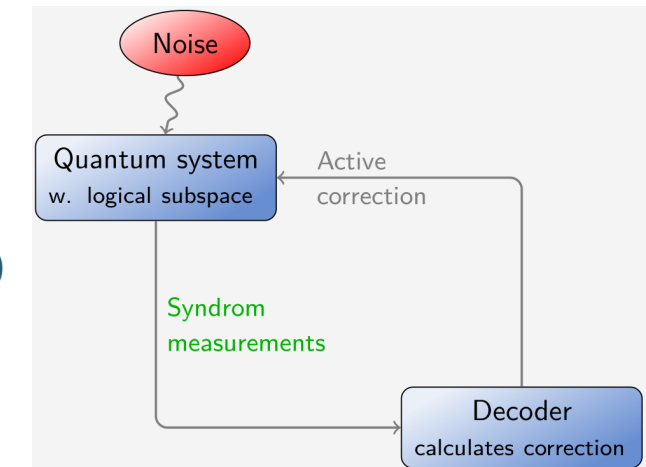 Noise
Quantum system
w. logical subspace
Active
correction
Syndrom
measurements
Decoder
calculates correction